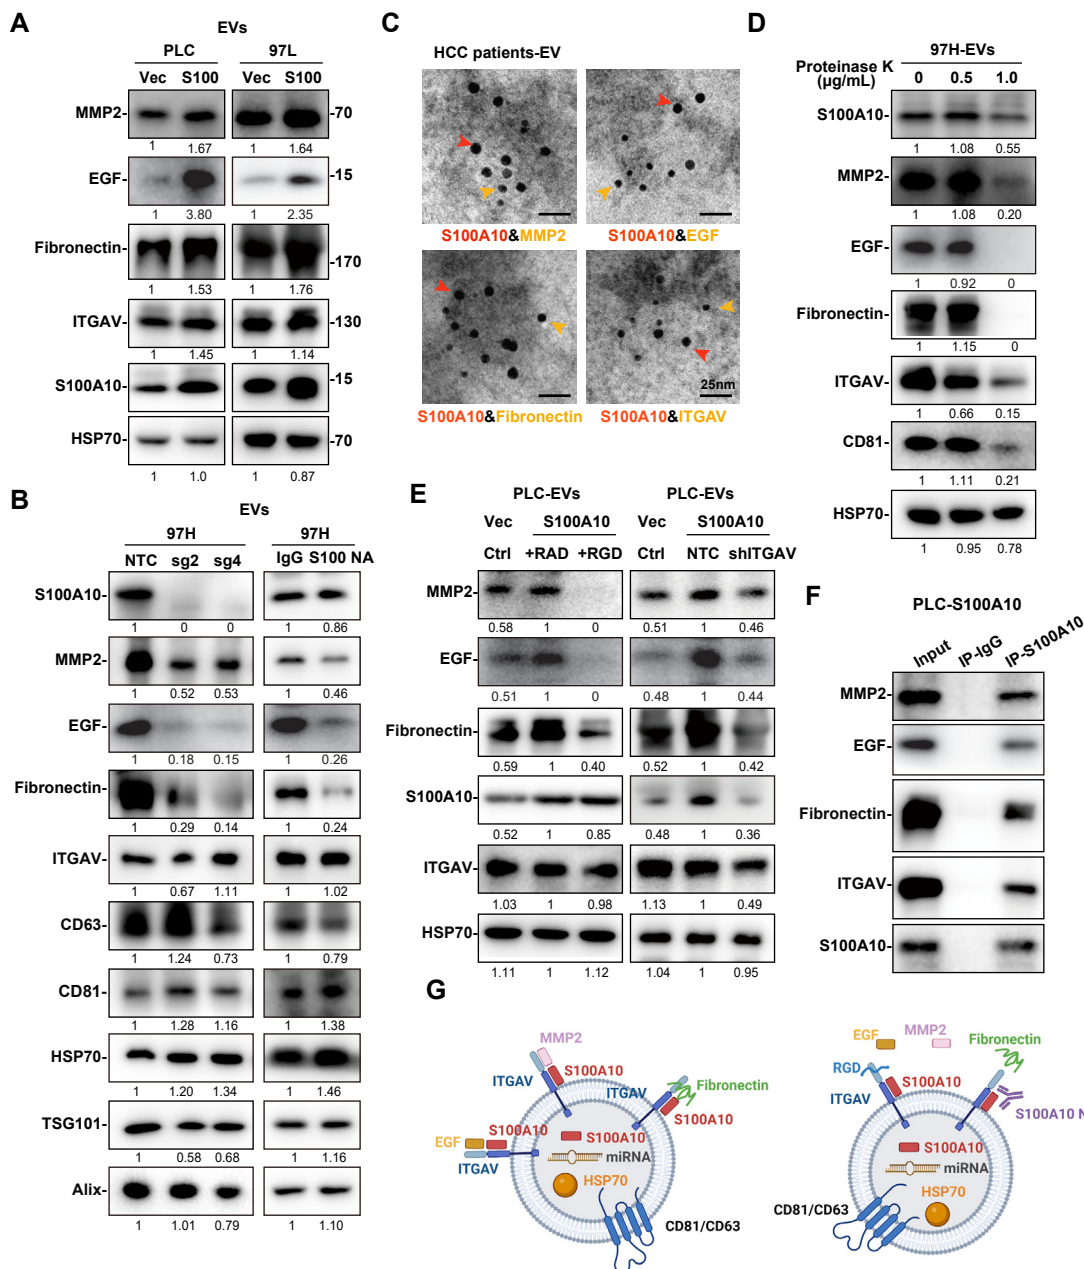 A
EVs
PLC 97L
Vec S100 Vec S100
MMP2 -70
1 1.67 1 1.64
EGF -15
1 3.80 1 2.35
Fibronectin -170
1 1.53 1 1.76
ITGAV -130
1 1.45 1 1.14
S100A10 -15
1 1
HSP70 -70
1 1.0 1 0.87
B
EVs
97H 97H
NTC sg2 sg4 IgG S100 NA
S100A10
1 0 0 1 0.86
MMP2
1 0.52 0.53 1 0.46
EGF
1 0.18 0.15 1 0.26
Fibronectin
1 0.29 0.14 1 0.24
ITGAV
1 0.67 1.11 1 1.02
CD63
1 1.24 0.73 1 0.79
CD81
1 1.28 1.16 1 1.38
HSP70
1 1.20 1.34 1 1.46
TSG101
1 0.58 0.68 1 1.16
Alix
1 1.01 0.79 1 1.10
C
HCC patients-EV
S100A10&MMP2 S100A10&EGF
25nm
S100A10&Fibronectin S100A10&ITGAV
D
97H-EVs
Proteinase K
(μg/mL) 0 0.5 1.0
S100A10
1 1.08 0.55
MMP2
1 1.08 0.20
EGF
1 0.92 0
Fibronectin
1 1.15 0
ITGAV
1 0.66 0.15
CD81
1 1.11 0.21
HSP70
1 0.95 0.78
E
PLC-EVs PLC-EVs
Vec S100A10 Vec S100A10
Ctrl +RAD +RGD Ctrl NTC shITGAV
MMP2
0.58 1 0 0.51 1 0.46
EGF
0.51 1 0 0.48 1 0.44
Fibronectin
0.59 1 0.40 0.52 1 0.42
S100A10
0.52 1 0.85 0.48 1 0.36
ITGAV
1.03 1 0.98 1.13 1 0.49
HSP70
1.11 1 1.12 1.04 1 0.95
F
PLC-S100A10
Input IP-IgG IP-S100A10
MMP2
EGF
Fibronectin
ITGAV
S100A10
G
MMP2
S100A10
ITGAV
ITGAV
Fibronectin
S100A10
EGF
S100A10
ITGAV
S100A10
miRNA
HSP70
CD81/CD63
EGF
MMP2
Fibronectin
RGD
S100A10
ITGAV
S100A10 N
S100A10
miRNA
HSP70
CD81/CD63